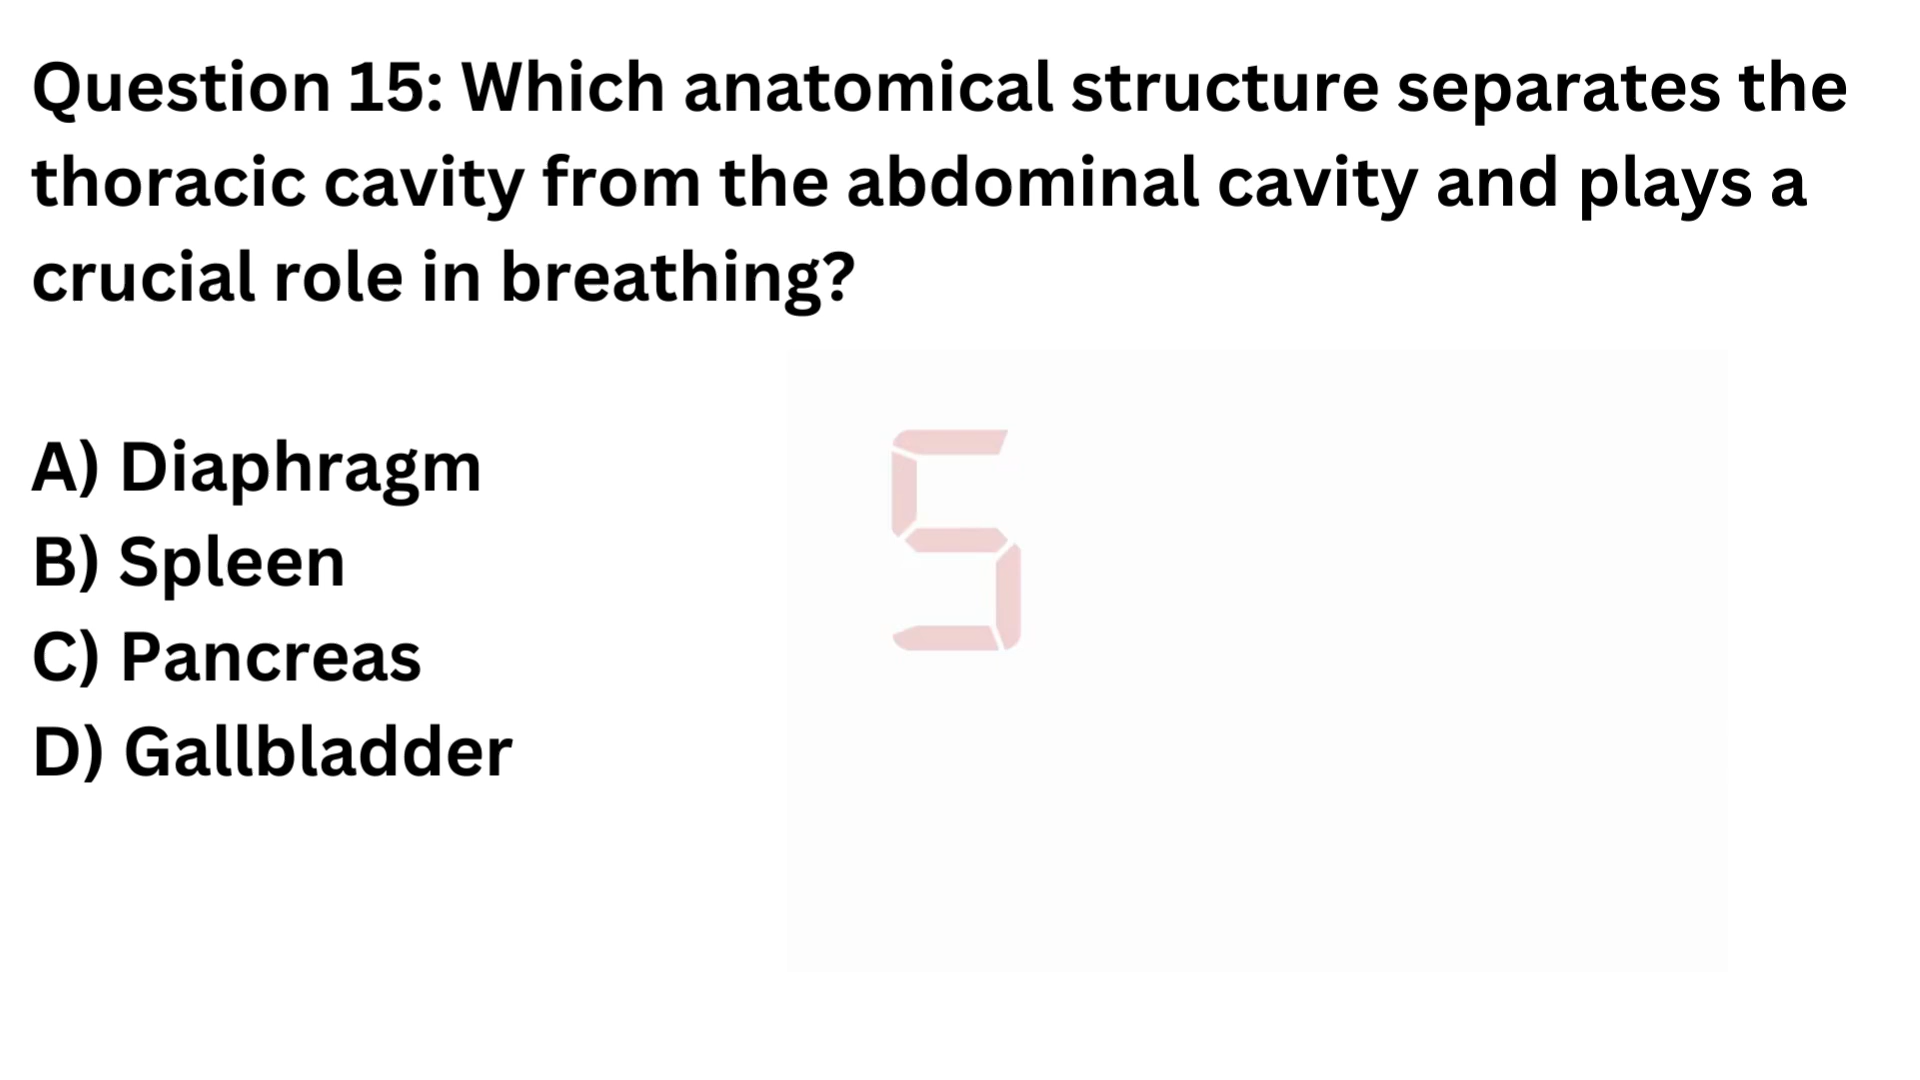 Question 15: Which anatomical structure separates the
thoracic cavity from the abdominal cavity and plays a
crucial role in breathing?
A) Diaphragm
B) Spleen
C) Pancreas
D) Gallbladder
5